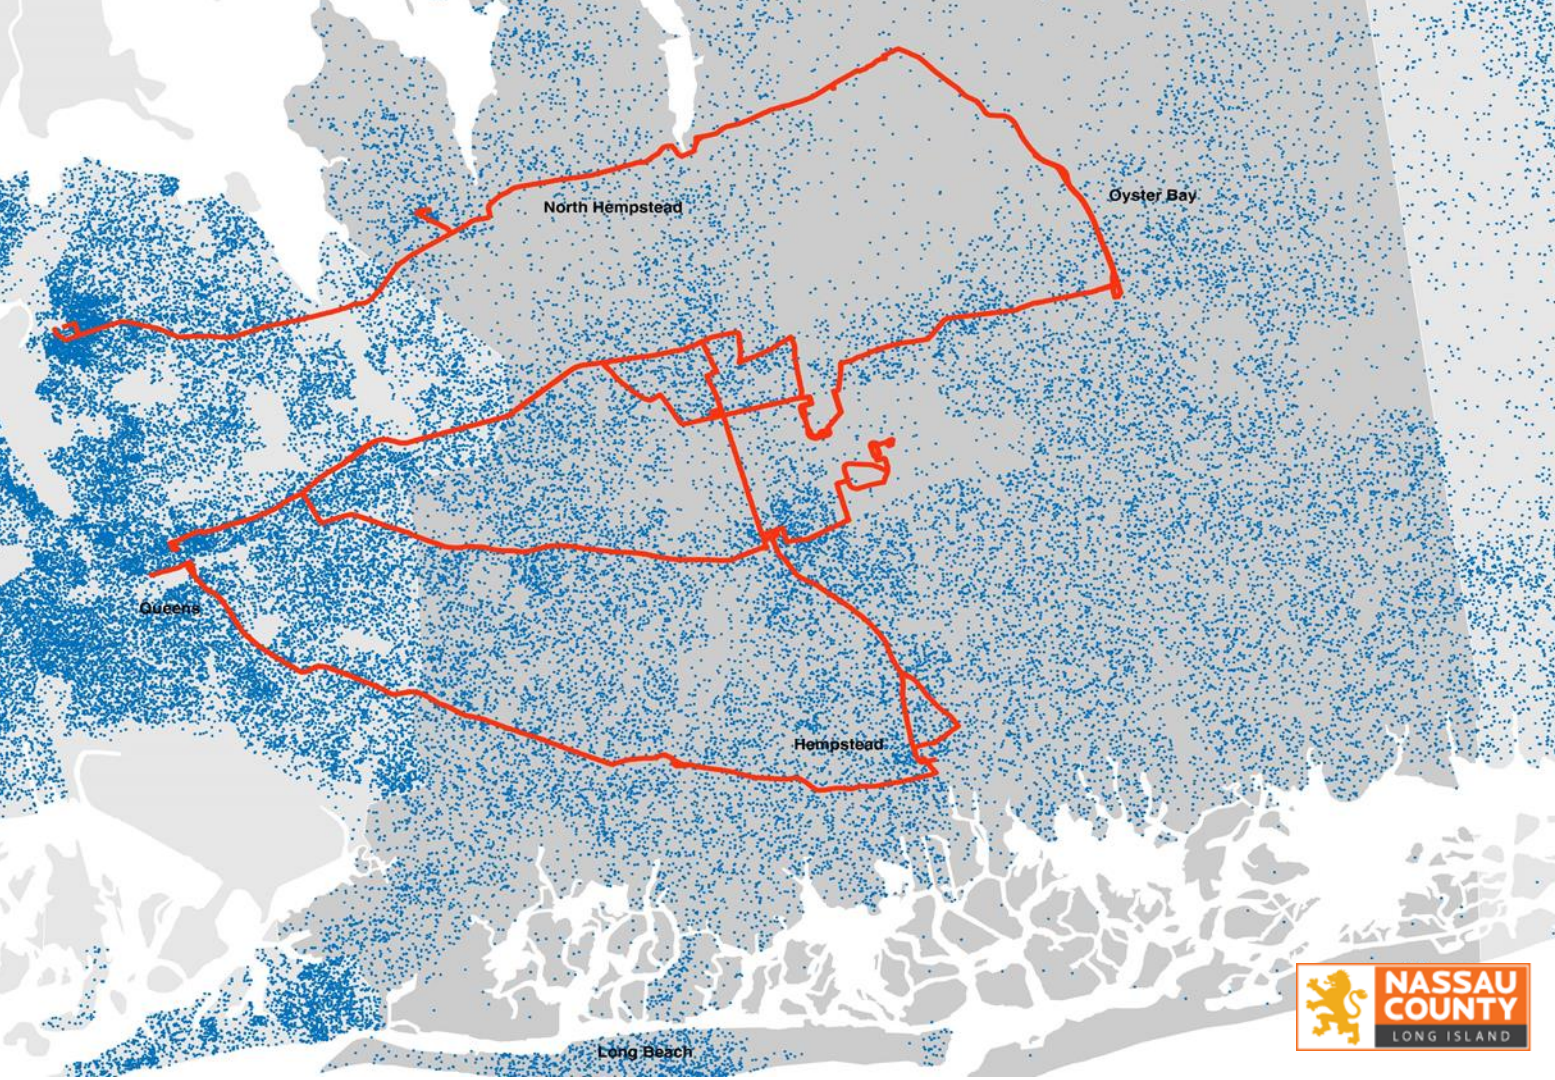 Oyster Bay
North Hempstead
Queens
Hempstead
Long Beach
NASSAU
COUNTY
LONG ISLAND